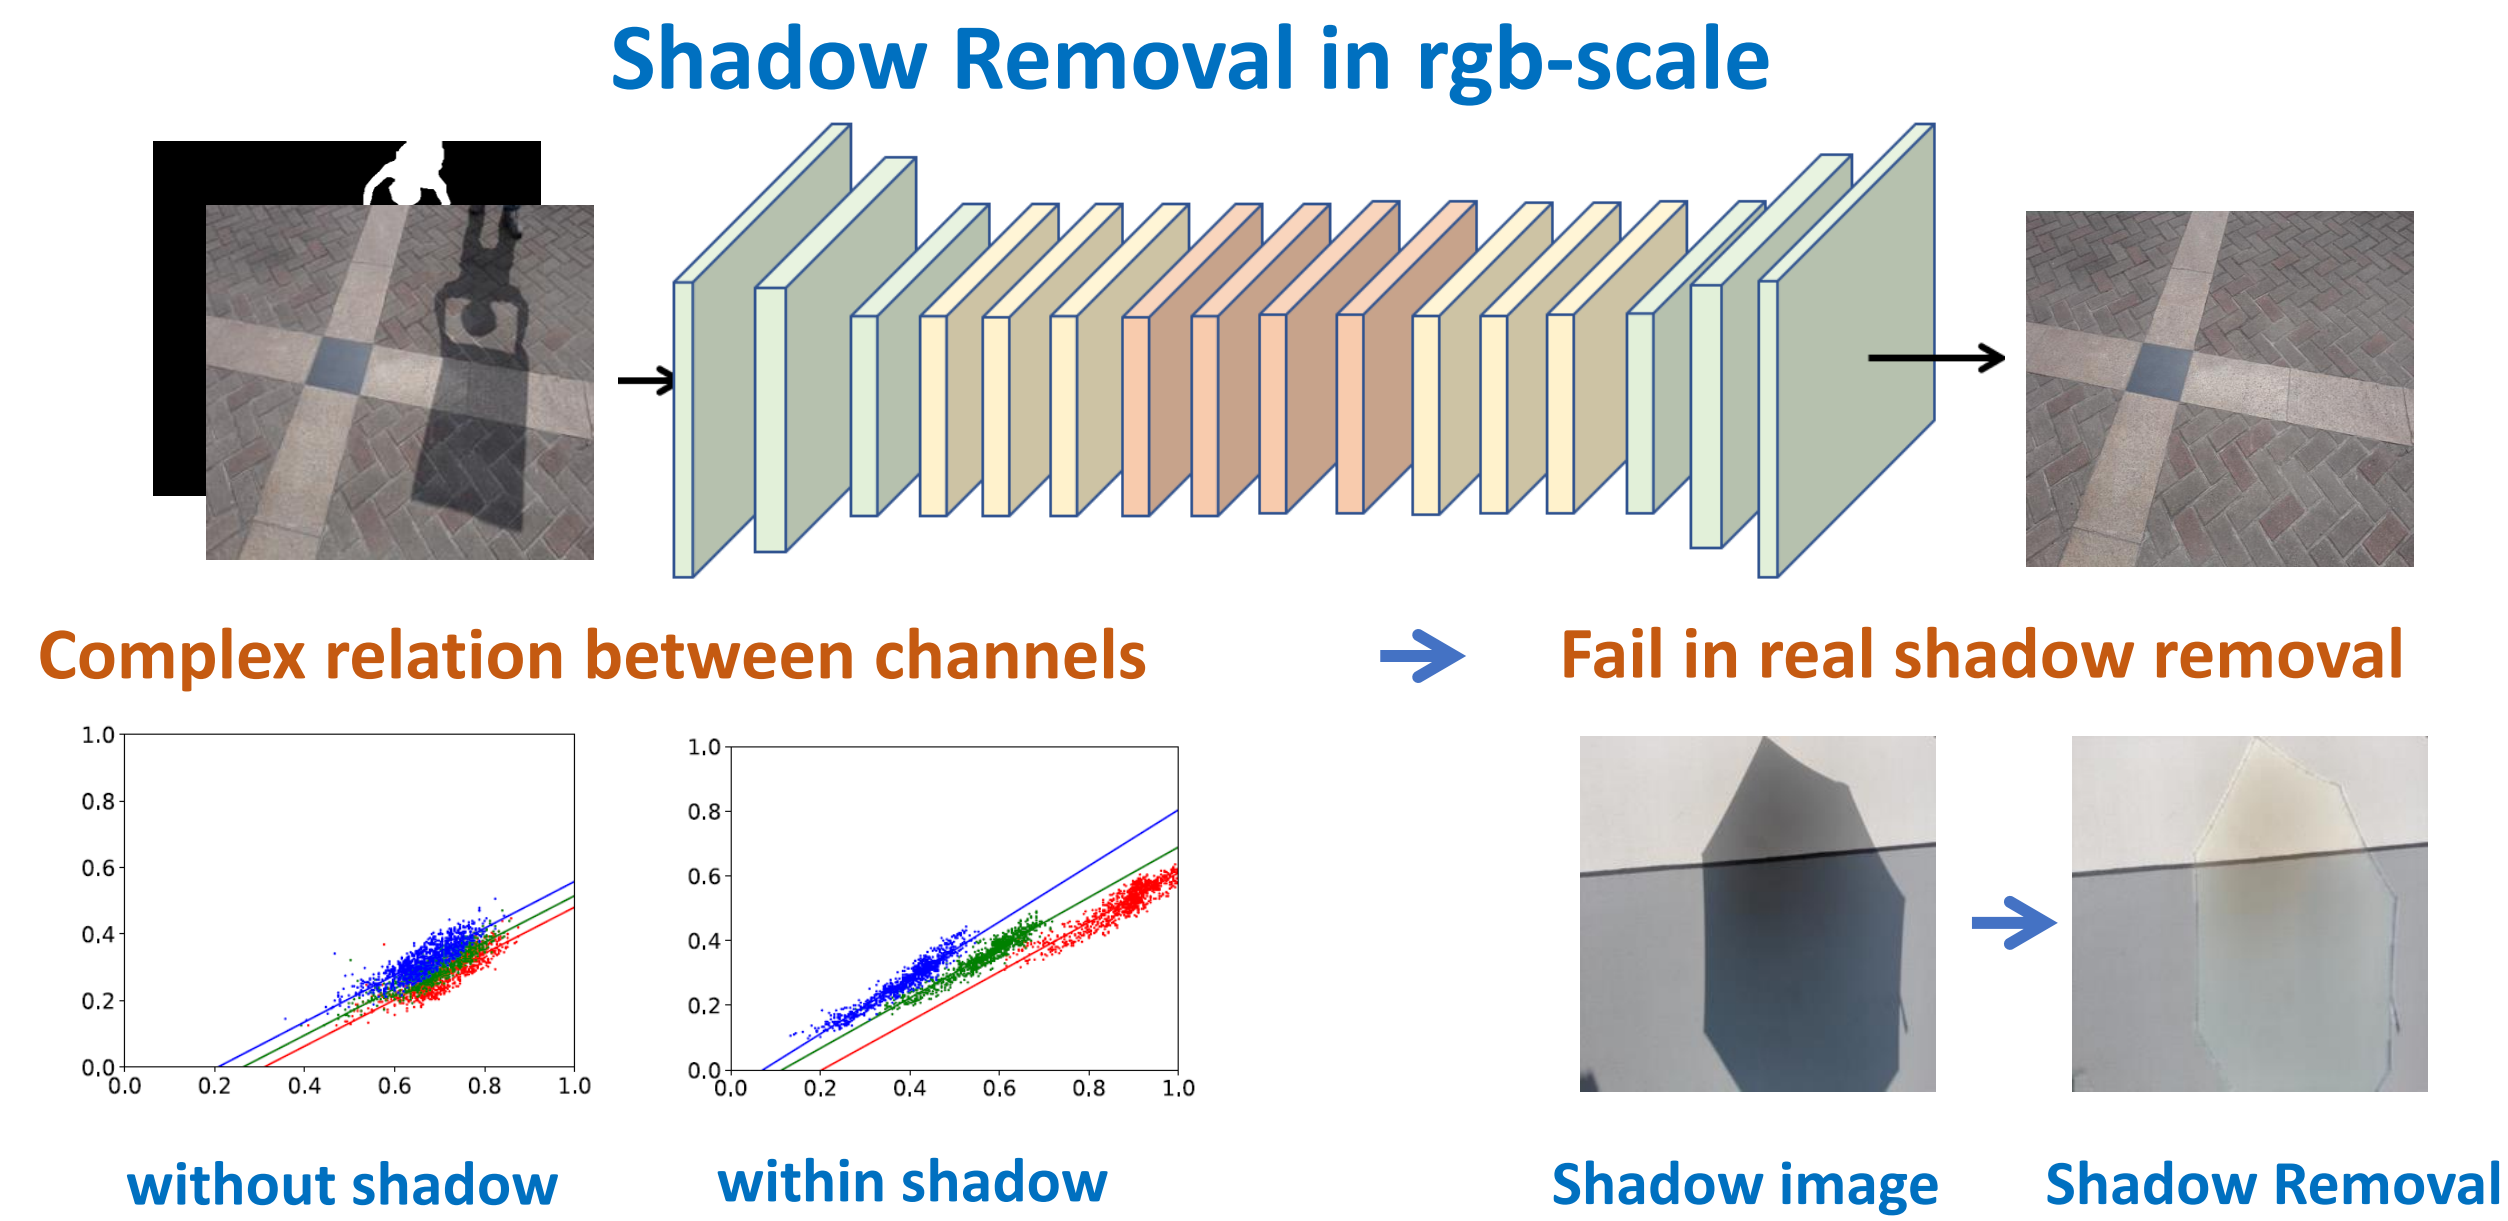 Shadow Removal in rgb-scale
Complex relation between channels
Fail in real shadow removal
1.0
0.8
0.6
0.4
0.2
0.0
0.0 0.2 0.4 0.6 0.8 1.0
1.0
0.8
0.6
0.4
0.2
0.0
0.0 0.2 0.4 0.6 0.8 1.0
without shadow
within shadow
Shadow image
Shadow Removal